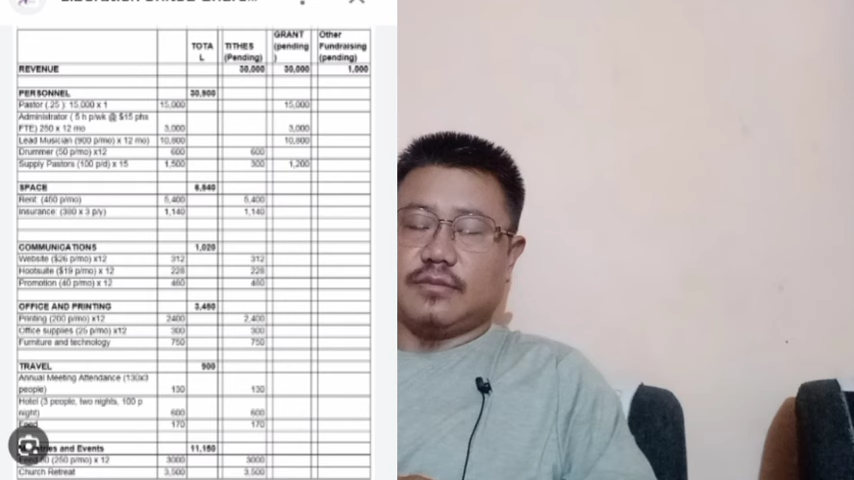 TOTA L TITHES (Pending) GRANT (pending ) Other Fundraising (pending)
REVENUE 30,000 30,000 1,000
PERSONNEL 30,900
Pastor (.25 ): 15,000 x 1 15,000 15,000
Administrator ( 5 h p/wk @ $15 phs
FTE) 250 x 12 mo 3,000 3,000
Lead Musician (900 p/mo) x 12 mo) 10,800 10,800
Drummer (50 p/mo) x12 600 600
Supply Pastors (100 p/d) x 15 1,500 300 1,200
SPACE 6,540
Rent: (450 p/mo) 5,400 5,400
Insurance: (380 x 3 p/y) 1,140 1,140
COMMUNICATIONS 1,020
Website ($26 p/mo) x12 312 312
Hootsuite ($19 p/mo) x 12 228 228
Promotion (40 p/mo) x 12 480 480
OFFICE AND PRINTING 3,450
Printing (200 p/mo) x12 2400 2,400
Office supplies (25 p/mo) x12 300 300
Furniture and technology 750 750
TRAVEL 900
Annual Meeting Attendance (130x3
people) 130 130
Hotel (3 people, two nights, 100 p
night) 600 600
Food 170 170
and Events 11,150
(250 p/mo) x 12 3000 3000
Church Retreat 3,500 3,500